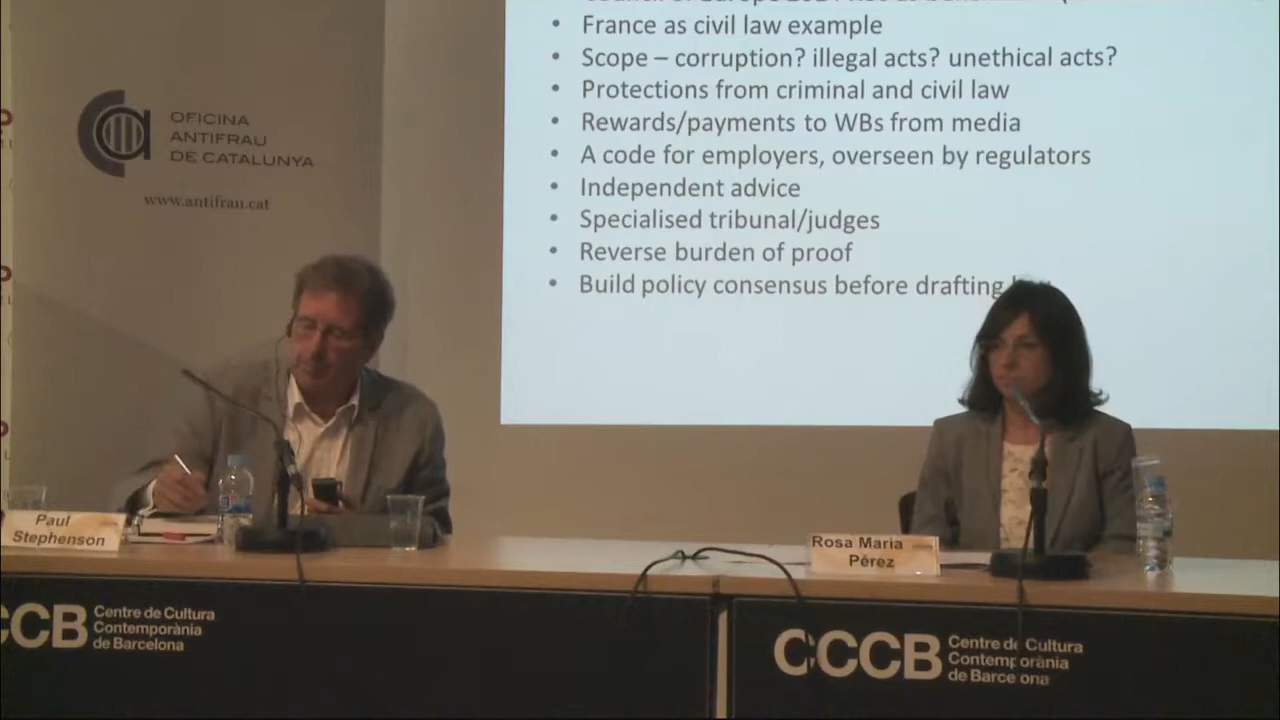 • France as civil law example
• Scope – corruption? illegal acts? unethical acts?
• Protections from criminal and civil law
• Rewards/payments to WBs from media
• A code for employers, overseen by regulators
• Independent advice
• Specialised tribunal/judges
• Reverse burden of proof
• Build policy consensus before drafting
OFICINA
ANTIFRAU
DE CATALUNYA
www.antifrau.cat
Paul
Stephenson
Rosa Maria
Pérez
CCB
Centre de Cultura
Contemporània
de Barcelona
CCCB
Centre de Cultura
Contemporània
de Barcelona